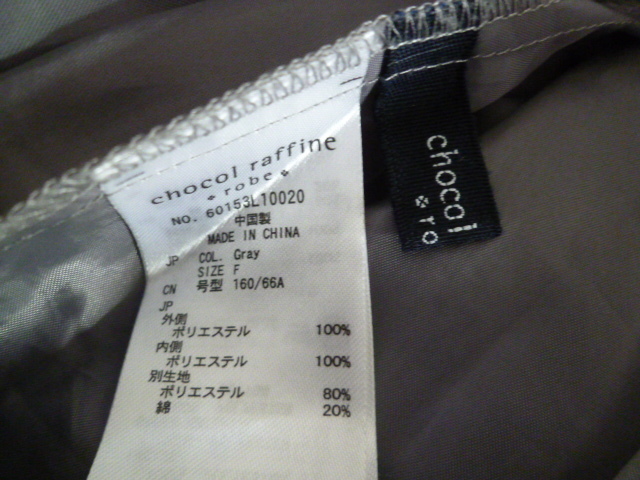 chocol raffine
robe
NO. 60153L10020
中国製
MADE IN CHINA
JP COL. Gray
SIZE F
CN 号型 160/66A
JP
外側
ポリエステル 100%
内側
ポリエステル 100%
別生地
ポリエステル 80%
綿 20%
chocol
ro